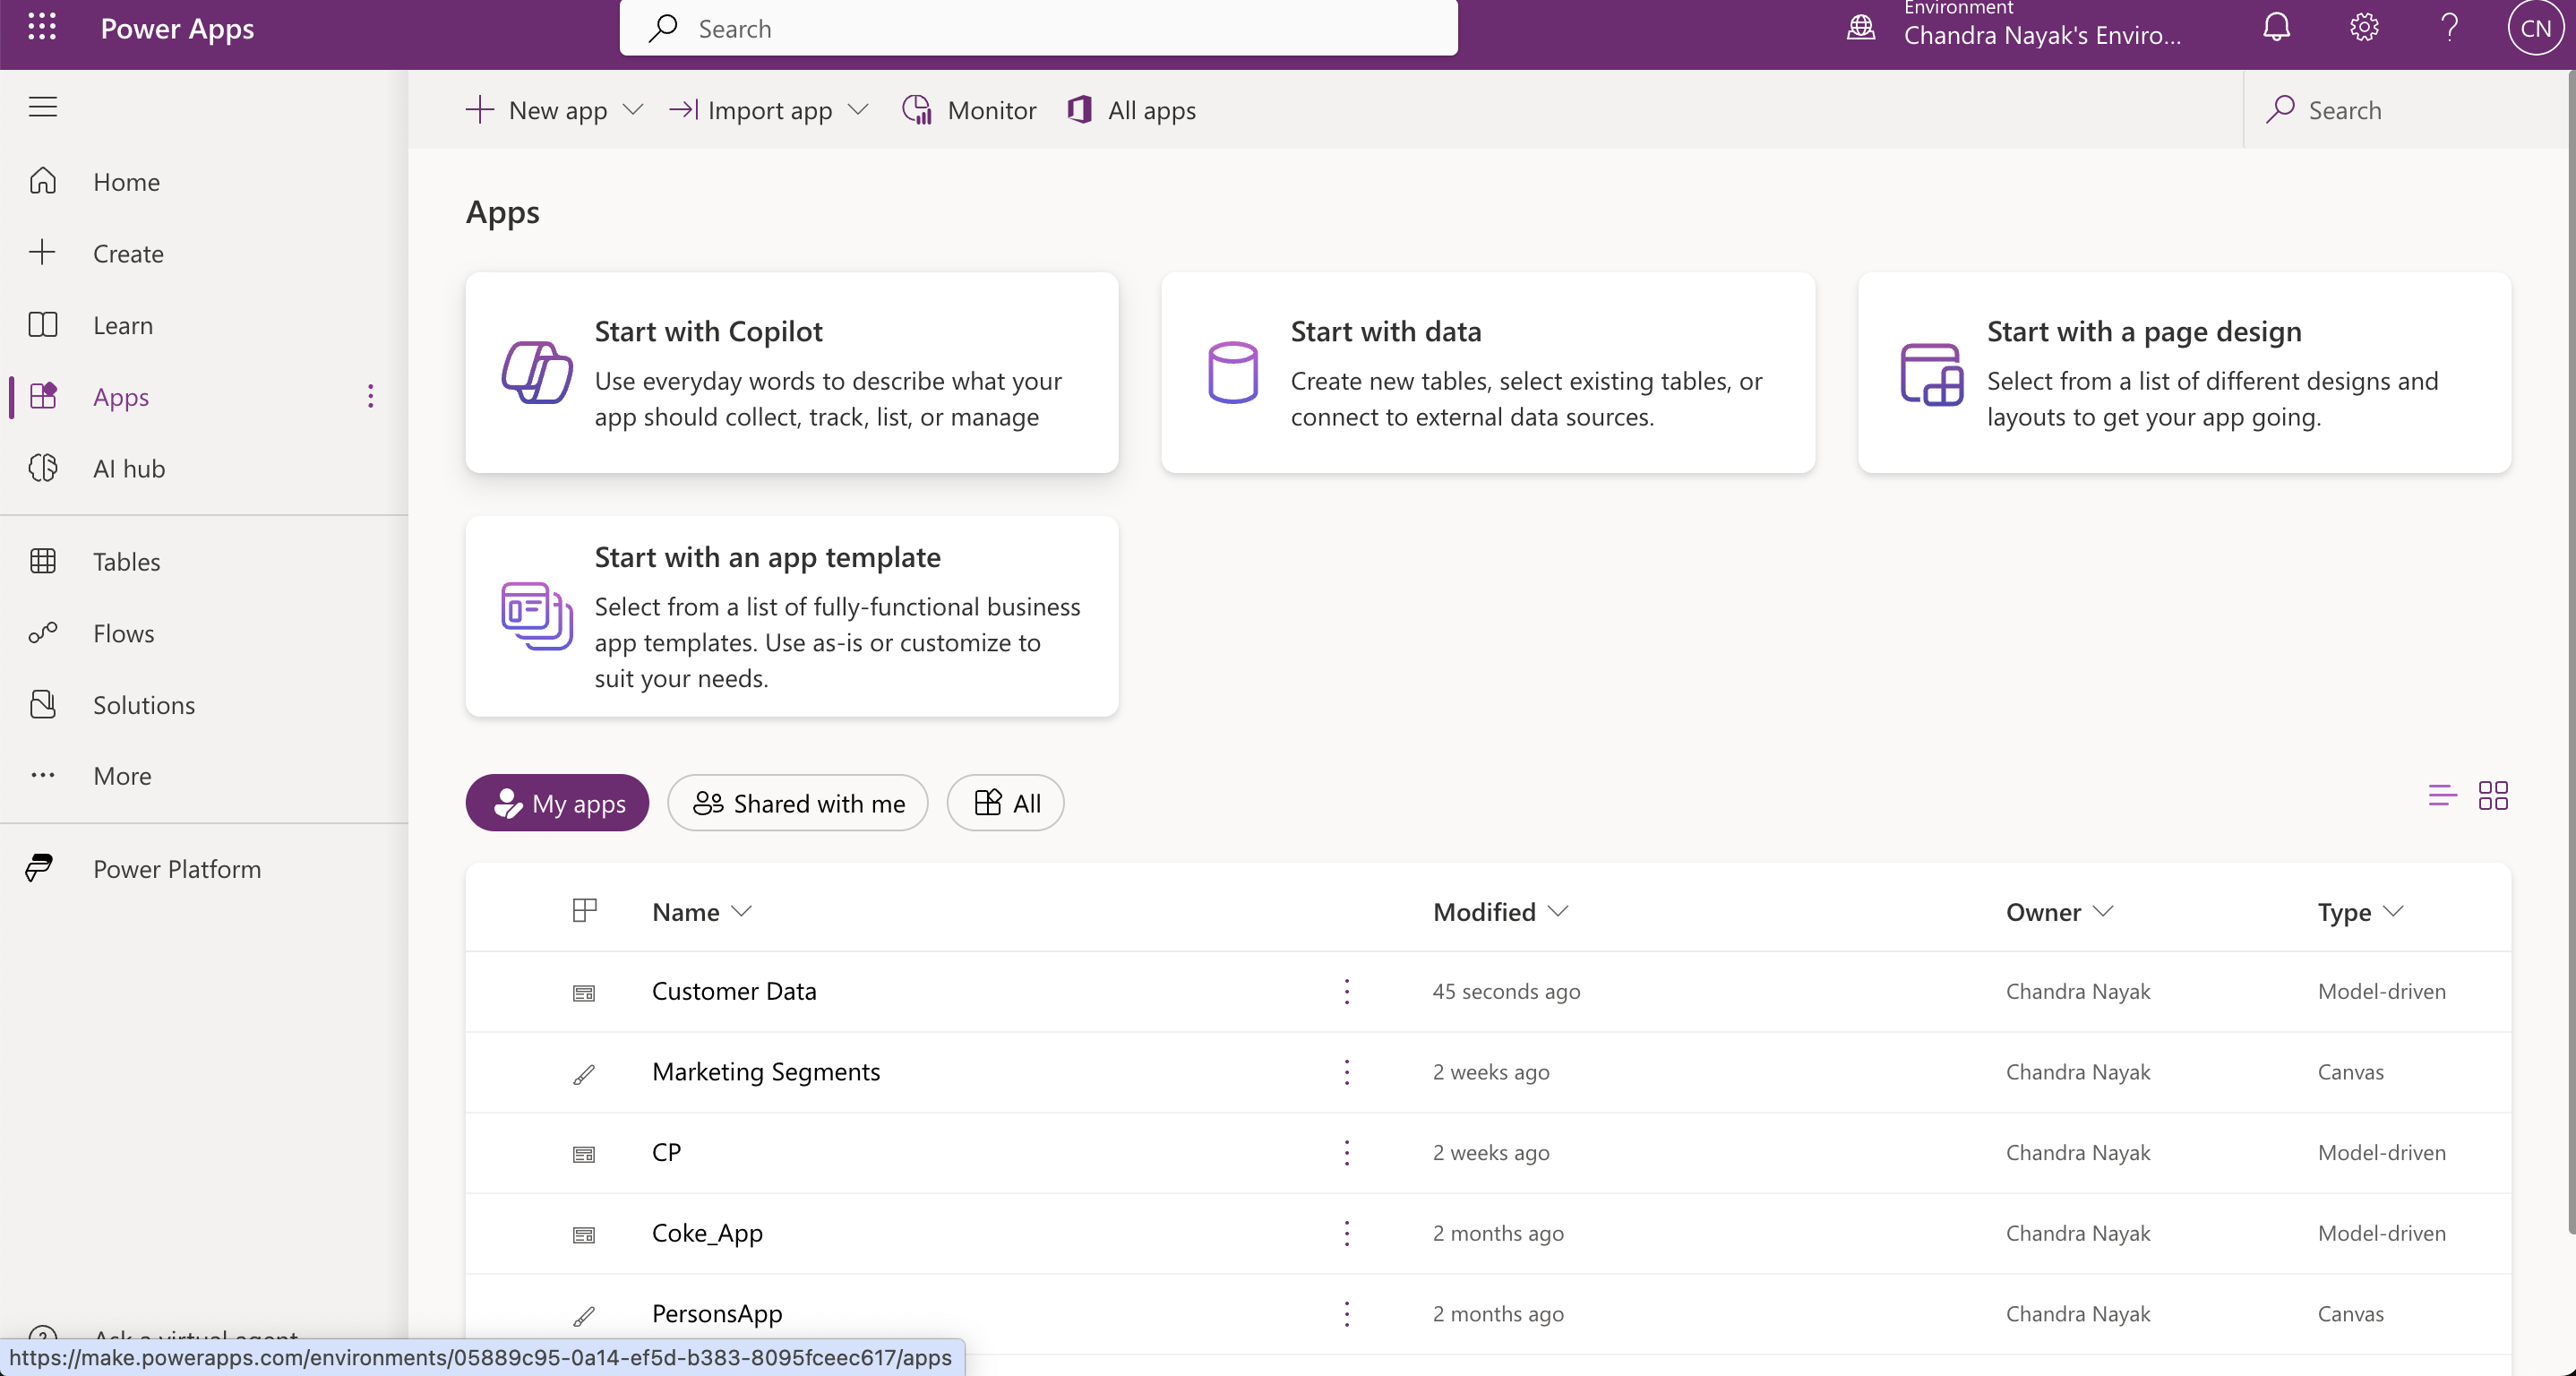 Power Apps
Search
Environment
Chandra Nayak's Enviro...
CN
New app
Import app
Monitor
All apps
Search
Home
Create
Learn
Apps
AI hub
Tables
Flows
Solutions
More
Power Platform
Ask a virtual agent
Apps
Start with Copilot
Use everyday words to describe what your
app should collect, track, list, or manage
Start with data
Create new tables, select existing tables, or
connect to external data sources.
Start with a page design
Select from a list of different designs and
layouts to get your app going.
Start with an app template
Select from a list of fully-functional business
app templates. Use as-is or customize to
suit your needs.
My apps
Shared with me
All
Name Modified Owner Type
Customer Data 45 seconds ago Chandra Nayak Model-driven
Marketing Segments 2 weeks ago Chandra Nayak Canvas
CP 2 weeks ago Chandra Nayak Model-driven
Coke_App 2 months ago Chandra Nayak Model-driven
PersonsApp 2 months ago Chandra Nayak Canvas
https://make.powerapps.com/environments/05889c95-0a14-ef5d-b383-8095fceec617/apps